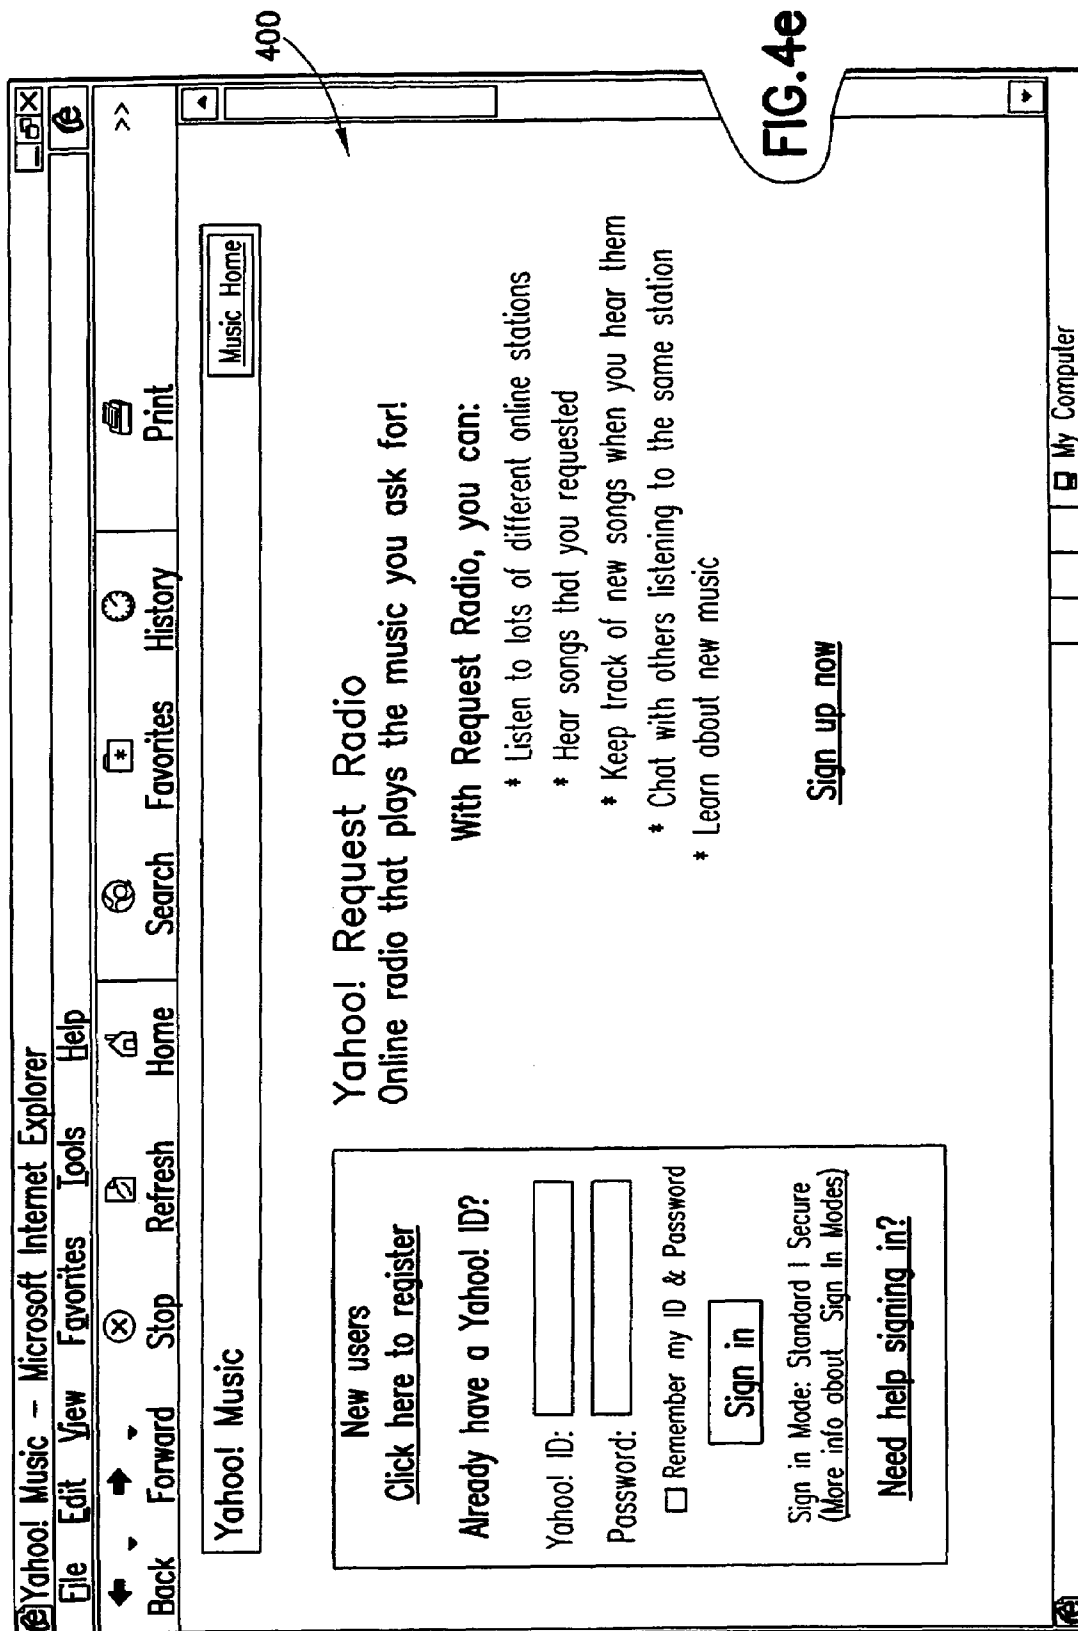 Yahoo! Music – Microsoft Internet Explorer
File Edit View Favorites Tools Help
Back Forward Stop Refresh Home Search Favorites History Print >>
400
Yahoo! Music
Music Home
New users
Click here to register
Already have a Yahoo! ID?
Yahoo! ID:
Password:
Remember my ID & Password
Sign in
Sign in Mode: Standard | Secure
(More info about Sign In Modes)
Need help signing in?
Yahoo! Request Radio
Online radio that plays the music you ask for!
With Request Radio, you can:
* Listen to lots of different online stations
* Hear songs that you requested
* Keep track of new songs when you hear them
* Chat with others listening to the same station
* Learn about new music
Sign up now
My Computer
FIG.4e